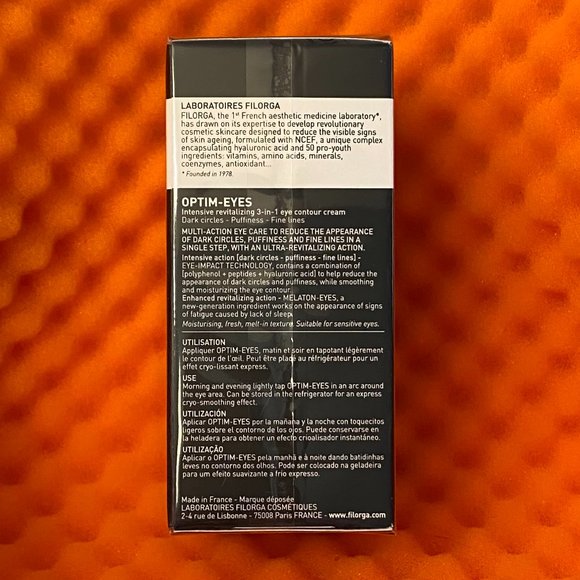 LABORATOIRES FILORGA
FILORGA, the 1st French aesthetic medicine laboratory*,
has drawn on its expertise to develop revolutionary
cosmetic skincare designed to reduce the visible signs
of skin ageing, formulated with NCEF, a unique complex
encapsulating hyaluronic acid and 50 pro-youth
ingredients: vitamins, amino acids, minerals,
coenzymes, antioxidant...
* Founded in 1978.
OPTIM-EYES
Intensive revitalizing 3-in-1 eye contour cream
Dark circles - Puffiness - Fine lines
MULTI-ACTION EYE CARE TO REDUCE THE APPEARANCE
OF DARK CIRCLES, PUFFINESS AND FINE LINES IN A
SINGLE STEP, WITH AN ULTRA-REVITALIZING ACTION.
Intensive action [dark circles - puffiness - fine lines] -
EYE-IMPACT TECHNOLOGY, contains a combination of
[polyphenol + peptides + hyaluronic acid] to help reduce the
appearance of dark circles and puffiness, while smoothing
and moisturizing the eye contour.
Enhanced revitalizing action - MELATON-EYES, a
new-generation ingredient works on the appearance of signs
of fatigue caused by lack of sleep.
Moisturising, fresh, melt-in texture. Suitable for sensitive eyes.
UTILISATION
Appliquer OPTIM-EYES, matin et soir en tapotant légèrement
le contour de l'œil. Peut être placé au réfrigérateur pour un
effet cryo-lissant express.
USE
Morning and evening lightly tap OPTIM-EYES in an arc around
the eye area. Can be stored in the refrigerator for an express
cryo-smoothing effect.
UTILIZACIÓN
Aplicar OPTIM-EYES por la mañana y la noche con toquecitos
ligeros sobre el contorno de los ojos. Puede conservarse en
la heladera para obtener un efecto crioalisador instantáneo.
UTILIZAÇÃO
Aplicar o OPTIM-EYES pela manhã e à noite dando batidinhas
leves no contorno dos olhos. Pode ser colocado na geladeira
para um efeito suavizante a frio expresso.
Made in France - Marque déposée
LABORATOIRES FILORGA COSMÉTIQUES
2-4 rue de Lisbonne - 75008 Paris FRANCE - www.filorga.com